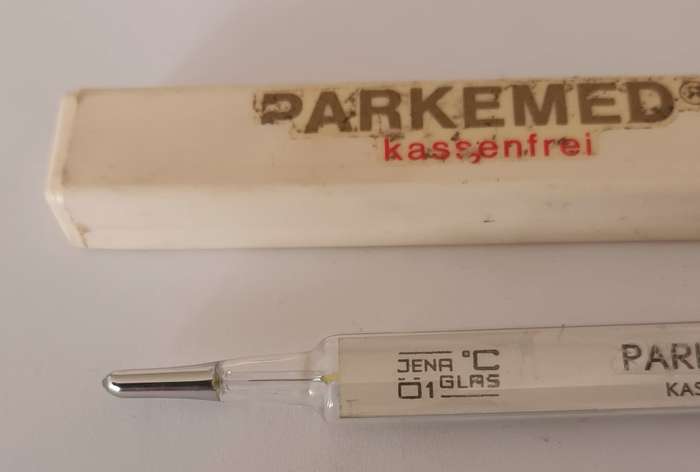 PARKEMED®
kassenfrei
JENA °C
Ö1 GLAS
PARK
KAS